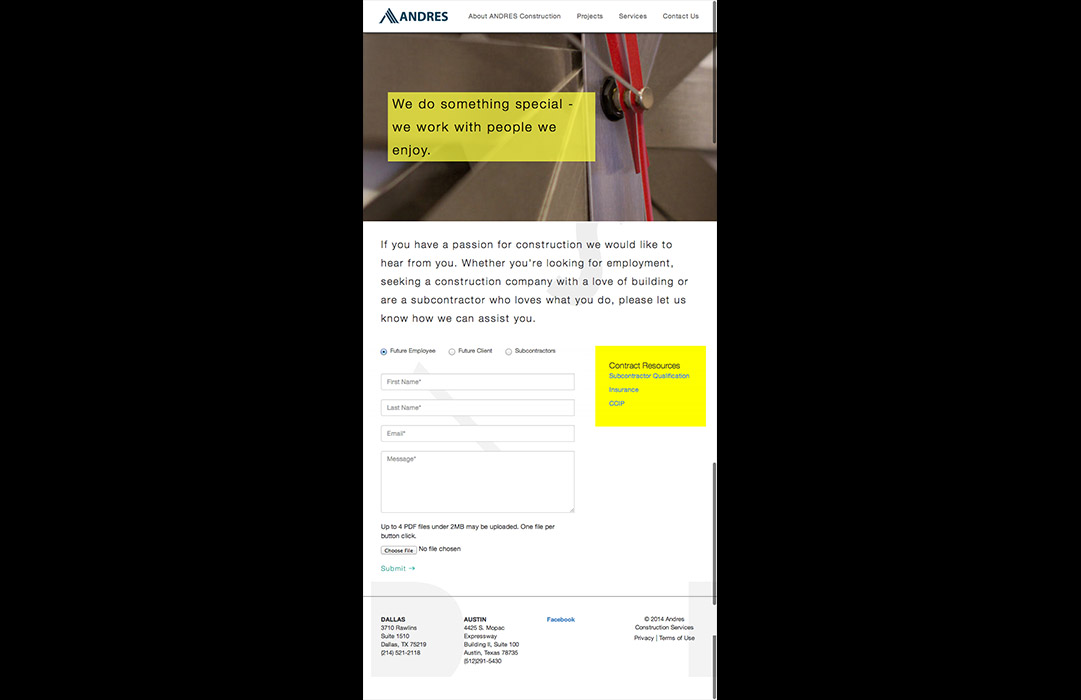 ANDRES
About ANDRES Construction Projects Services Contact Us
We do something special -
we work with people we
enjoy.
If you have a passion for construction we would like to
hear from you. Whether you're looking for employment,
seeking a construction company with a love of building or
are a subcontractor who loves what you do, please let us
know how we can assist you.
Future Employee Future Client Subcontractors
First Name*
Last Name*
Email*
Message*
Up to 4 PDF files under 2MB may be uploaded. One file per
button click.
Choose File No file chosen
Submit →
Contract Resources
Subcontractor Qualification
Insurance
CCIP
DALLAS
3710 Rawlins
Suite 1510
Dallas, TX 75219
(214) 521-2118
AUSTIN
4425 S. Mopac
Expressway
Building II, Suite 100
Austin, Texas 78735
(512)291-5430
Facebook
© 2014 Andres
Construction Services
Privacy | Terms of Use